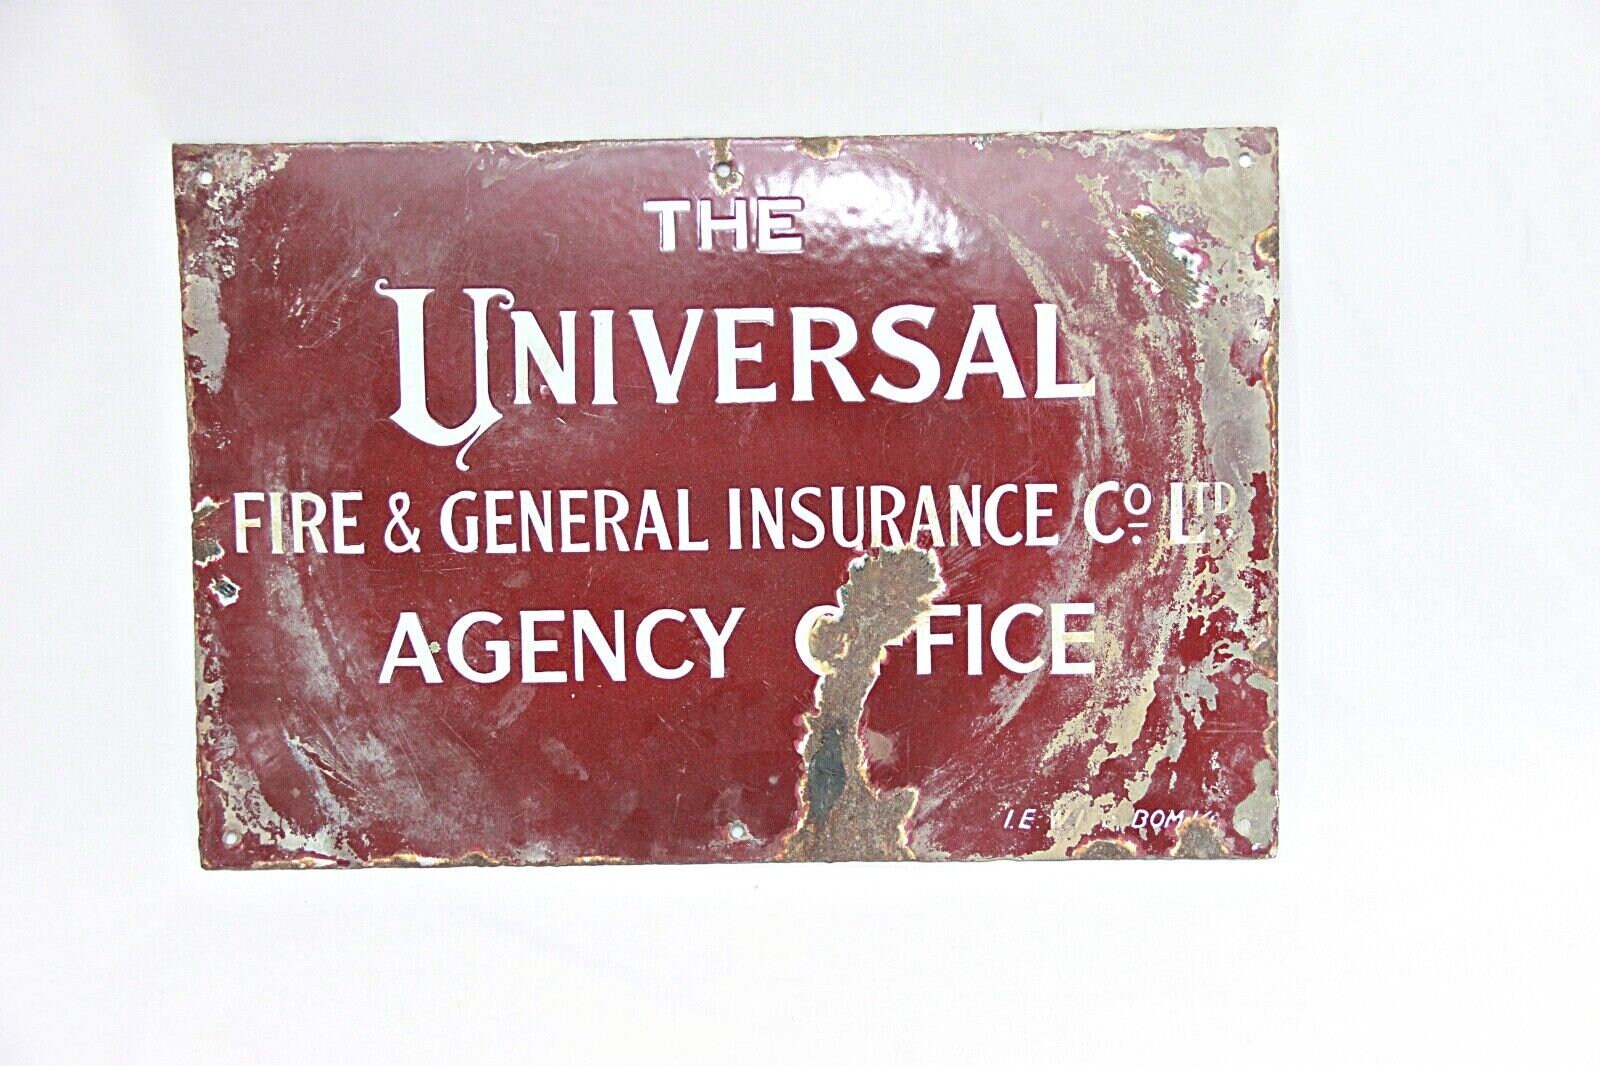 THE
UNIVERSAL
FIRE & GENERAL INSURANCE Co. LTD.
AGENCY OFFICE
I.E